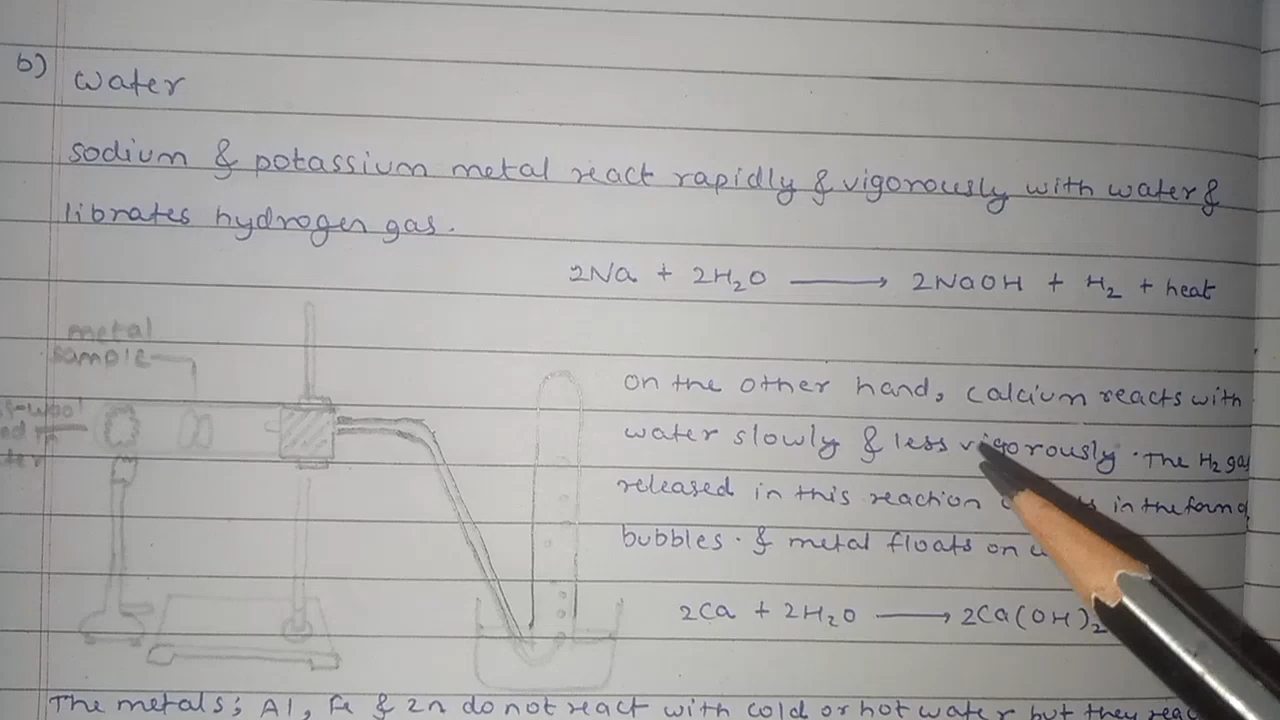 b) water
sodium & potassium metal react rapidly & vigorously with water &
librates hydrogen gas.
2Na + 2H₂O ⟶ 2NaOH + H₂ + heat
metal
sample
on the other hand, calcium reacts with
water slowly & less vigorously. The H₂ gas
released in this reaction in the form of
bubbles. & metal floats on
2Ca + 2H₂O ⟶ 2Ca(OH)₂
The metals; Al, Fe & Zn do not react with cold or hot water but they